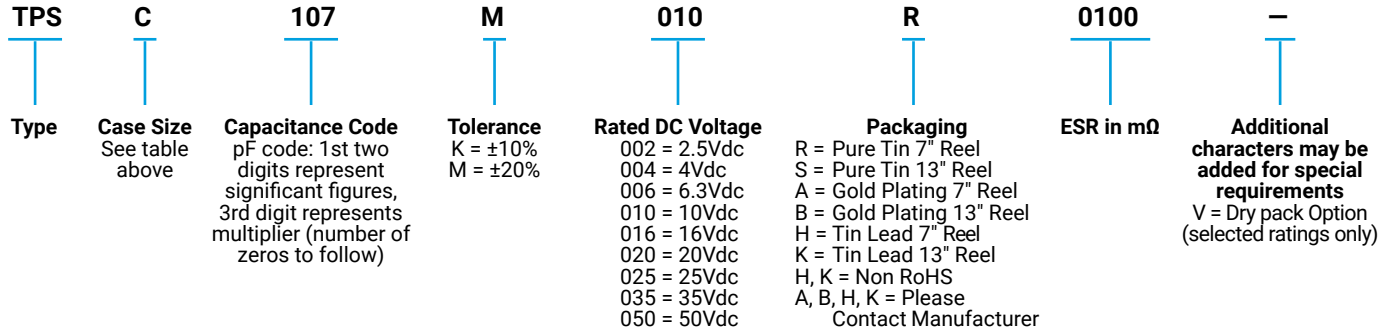 TPS C 107 M 010 R 0100 —
Type
Case Size
See table
above
Capacitance Code
pF code: 1st two
digits represent
significant figures,
3rd digit represents
multiplier (number of
zeros to follow)
Tolerance
K = ±10%
M = ±20%
Rated DC Voltage
002 = 2.5Vdc
004 = 4Vdc
006 = 6.3Vdc
010 = 10Vdc
016 = 16Vdc
020 = 20Vdc
025 = 25Vdc
035 = 35Vdc
050 = 50Vdc
Packaging
R = Pure Tin 7" Reel
S = Pure Tin 13" Reel
A = Gold Plating 7" Reel
B = Gold Plating 13" Reel
H = Tin Lead 7" Reel
K = Tin Lead 13" Reel
H, K = Non RoHS
A, B, H, K = Please
Contact Manufacturer
ESR in mΩ
Additional
characters may be
added for special
requirements
V = Dry pack Option
(selected ratings only)